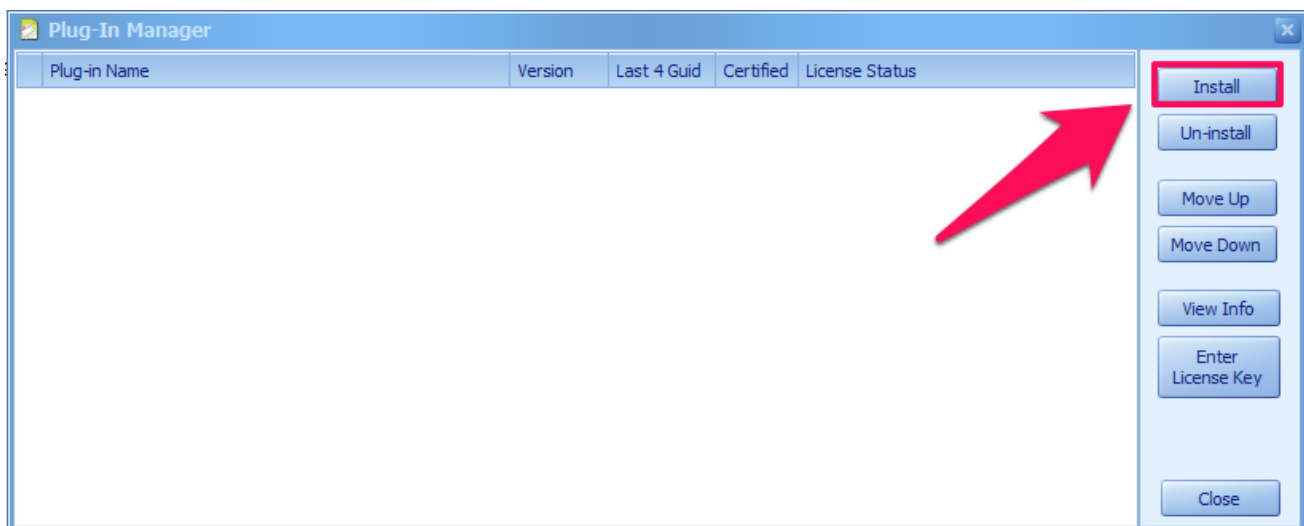 Plug-In Manager
Plug-in Name Version Last 4 Guid Certified License Status
Install
Un-install
Move Up
Move Down
View Info
Enter
License Key
Close